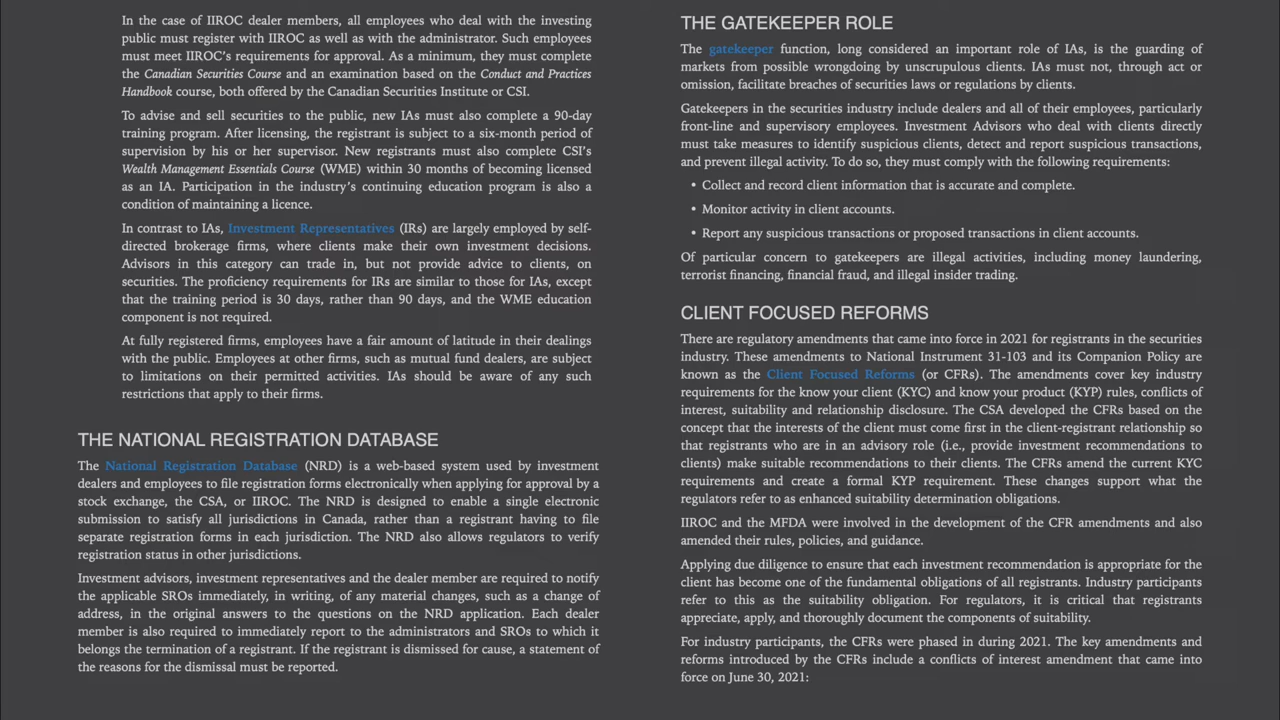 In the case of IIROC dealer members, all employees who deal with the investing
public must register with IIROC as well as with the administrator. Such employees
must meet IIROC's requirements for approval. As a minimum, they must complete
the Canadian Securities Course and an examination based on the Conduct and Practices
Handbook course, both offered by the Canadian Securities Institute or CSI.
To advise and sell securities to the public, new IAs must also complete a 90-day
training program. After licensing, the registrant is subject to a six-month period of
supervision by his or her supervisor. New registrants must also complete CSI's
Wealth Management Essentials Course (WME) within 30 months of becoming licensed
as an IA. Participation in the industry's continuing education program is also a
condition of maintaining a licence.
In contrast to IAs, Investment Representatives (IRs) are largely employed by self-
directed brokerage firms, where clients make their own investment decisions.
Advisors in this category can trade in, but not provide advice to clients, on
securities. The proficiency requirements for IRs are similar to those for IAs, except
that the training period is 30 days, rather than 90 days, and the WME education
component is not required.
At fully registered firms, employees have a fair amount of latitude in their dealings
with the public. Employees at other firms, such as mutual fund dealers, are subject
to limitations on their permitted activities. IAs should be aware of any such
restrictions that apply to their firms.
THE NATIONAL REGISTRATION DATABASE
The National Registration Database (NRD) is a web-based system used by investment
dealers and employees to file registration forms electronically when applying for approval by a
stock exchange, the CSA, or IIROC. The NRD is designed to enable a single electronic
submission to satisfy all jurisdictions in Canada, rather than a registrant having to file
separate registration forms in each jurisdiction. The NRD also allows regulators to verify
registration status in other jurisdictions.
Investment advisors, investment representatives and the dealer member are required to notify
the applicable SROs immediately, in writing, of any material changes, such as a change of
address, in the original answers to the questions on the NRD application. Each dealer
member is also required to immediately report to the administrators and SROs to which it
belongs the termination of a registrant. If the registrant is dismissed for cause, a statement of
the reasons for the dismissal must be reported.
THE GATEKEEPER ROLE
The gatekeeper function, long considered an important role of IAs, is the guarding of
markets from possible wrongdoing by unscrupulous clients. IAs must not, through act or
omission, facilitate breaches of securities laws or regulations by clients.
Gatekeepers in the securities industry include dealers and all of their employees, particularly
front-line and supervisory employees. Investment Advisors who deal with clients directly
must take measures to identify suspicious clients, detect and report suspicious transactions,
and prevent illegal activity. To do so, they must comply with the following requirements:
• Collect and record client information that is accurate and complete.
• Monitor activity in client accounts.
• Report any suspicious transactions or proposed transactions in client accounts.
Of particular concern to gatekeepers are illegal activities, including money laundering,
terrorist financing, financial fraud, and illegal insider trading.
CLIENT FOCUSED REFORMS
There are regulatory amendments that came into force in 2021 for registrants in the securities
industry. These amendments to National Instrument 31-103 and its Companion Policy are
known as the Client Focused Reforms (or CFRs). The amendments cover key industry
requirements for the know your client (KYC) and know your product (KYP) rules, conflicts of
interest, suitability and relationship disclosure. The CSA developed the CFRs based on the
concept that the interests of the client must come first in the client-registrant relationship so
that registrants who are in an advisory role (i.e., provide investment recommendations to
clients) make suitable recommendations to their clients. The CFRs amend the current KYC
requirements and create a formal KYP requirement. These changes support what the
regulators refer to as enhanced suitability determination obligations.
IIROC and the MFDA were involved in the development of the CFR amendments and also
amended their rules, policies, and guidance.
Applying due diligence to ensure that each investment recommendation is appropriate for the
client has become one of the fundamental obligations of all registrants. Industry participants
refer to this as the suitability obligation. For regulators, it is critical that registrants
appreciate, apply, and thoroughly document the components of suitability.
For industry participants, the CFRs were phased in during 2021. The key amendments and
reforms introduced by the CFRs include a conflicts of interest amendment that came into
force on June 30, 2021: